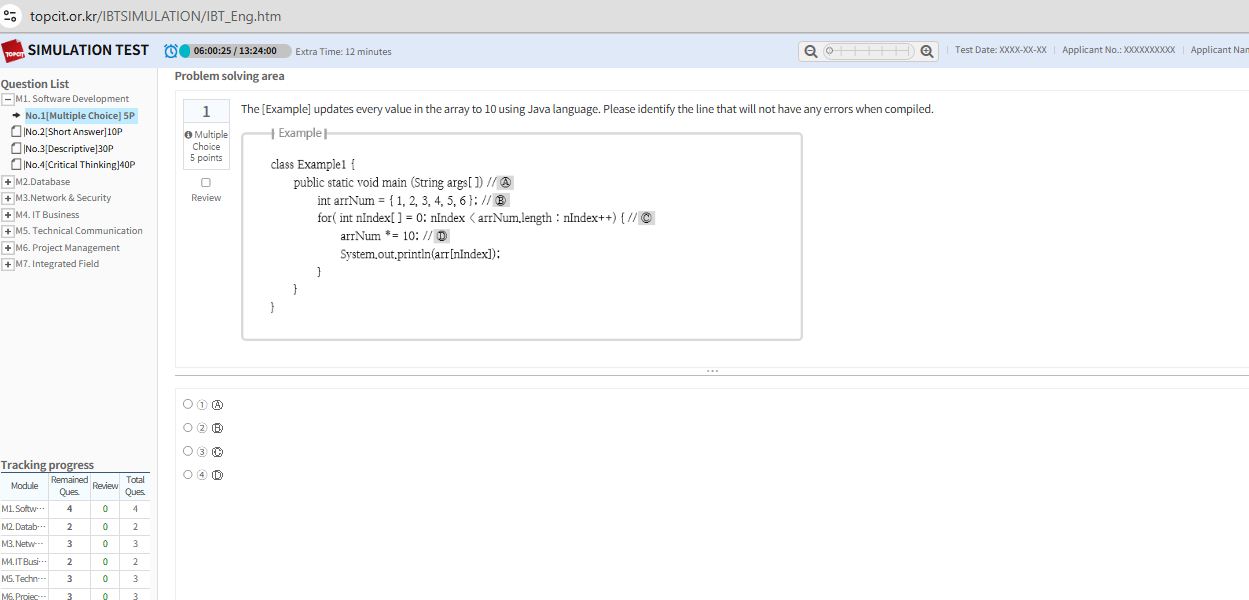 topcit.or.kr/IBTSIMULATION/IBT_Eng.htm
TOPCIT SIMULATION TEST 06:00:25 / 13:24:00 Extra Time: 12 minutes Test Date: XXXX-XX-XX Applicant No.: XXXXXXXXXX Applicant Nam
Question List
M1. Software Development
No.1[Multiple Choice] 5P
No.2[Short Answer]10P
No.3[Descriptive]30P
No.4[Critical Thinking]40P
M2.Database
M3.Network & Security
M4. IT Business
M5. Technical Communication
M6. Project Management
M7. Integrated Field
Tracking progress
Module Remained Ques. Review Total Ques.
M1.Softw··· 4 0 4
M2.Datab··· 2 0 2
M3.Netw··· 3 0 3
M4.ITBusi··· 2 0 2
M5.Techn··· 3 0 3
M6.Projec··· 3 0 3
Problem solving area
1
Multiple
Choice
5 points
Review
The [Example] updates every value in the array to 10 using Java language. Please identify the line that will not have any errors when compiled.
Example
class Example1 {
public static void main (String args[ ]) // Ⓐ
int arrNum = { 1, 2, 3, 4, 5, 6 }; // Ⓑ
for( int nIndex[ ] = 0; nIndex < arrNum.length : nIndex++) { // Ⓒ
arrNum *= 10; // Ⓓ
System.out.println(arr[nIndex]);
}
}
}
① Ⓐ
② Ⓑ
③ Ⓒ
④ Ⓓ